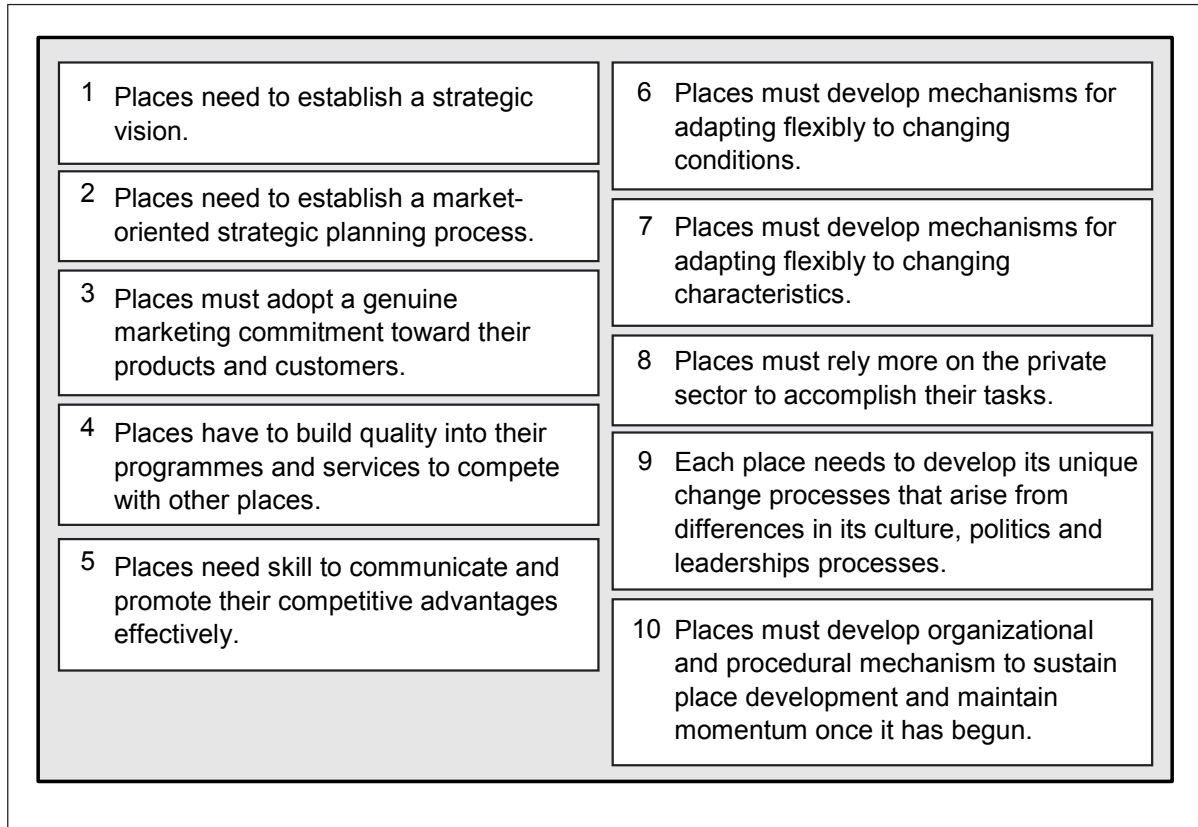 1 Places need to establish a strategic
vision.
2 Places need to establish a market-
oriented strategic planning process.
3 Places must adopt a genuine
marketing commitment toward their
products and customers.
4 Places have to build quality into their
programmes and services to compete
with other places.
5 Places need skill to communicate and
promote their competitive advantages
effectively.
6 Places must develop mechanisms for
adapting flexibly to changing
conditions.
7 Places must develop mechanisms for
adapting flexibly to changing
characteristics.
8 Places must rely more on the private
sector to accomplish their tasks.
9 Each place needs to develop its unique
change processes that arise from
differences in its culture, politics and
leaderships processes.
10 Places must develop organizational
and procedural mechanism to sustain
place development and maintain
momentum once it has begun.